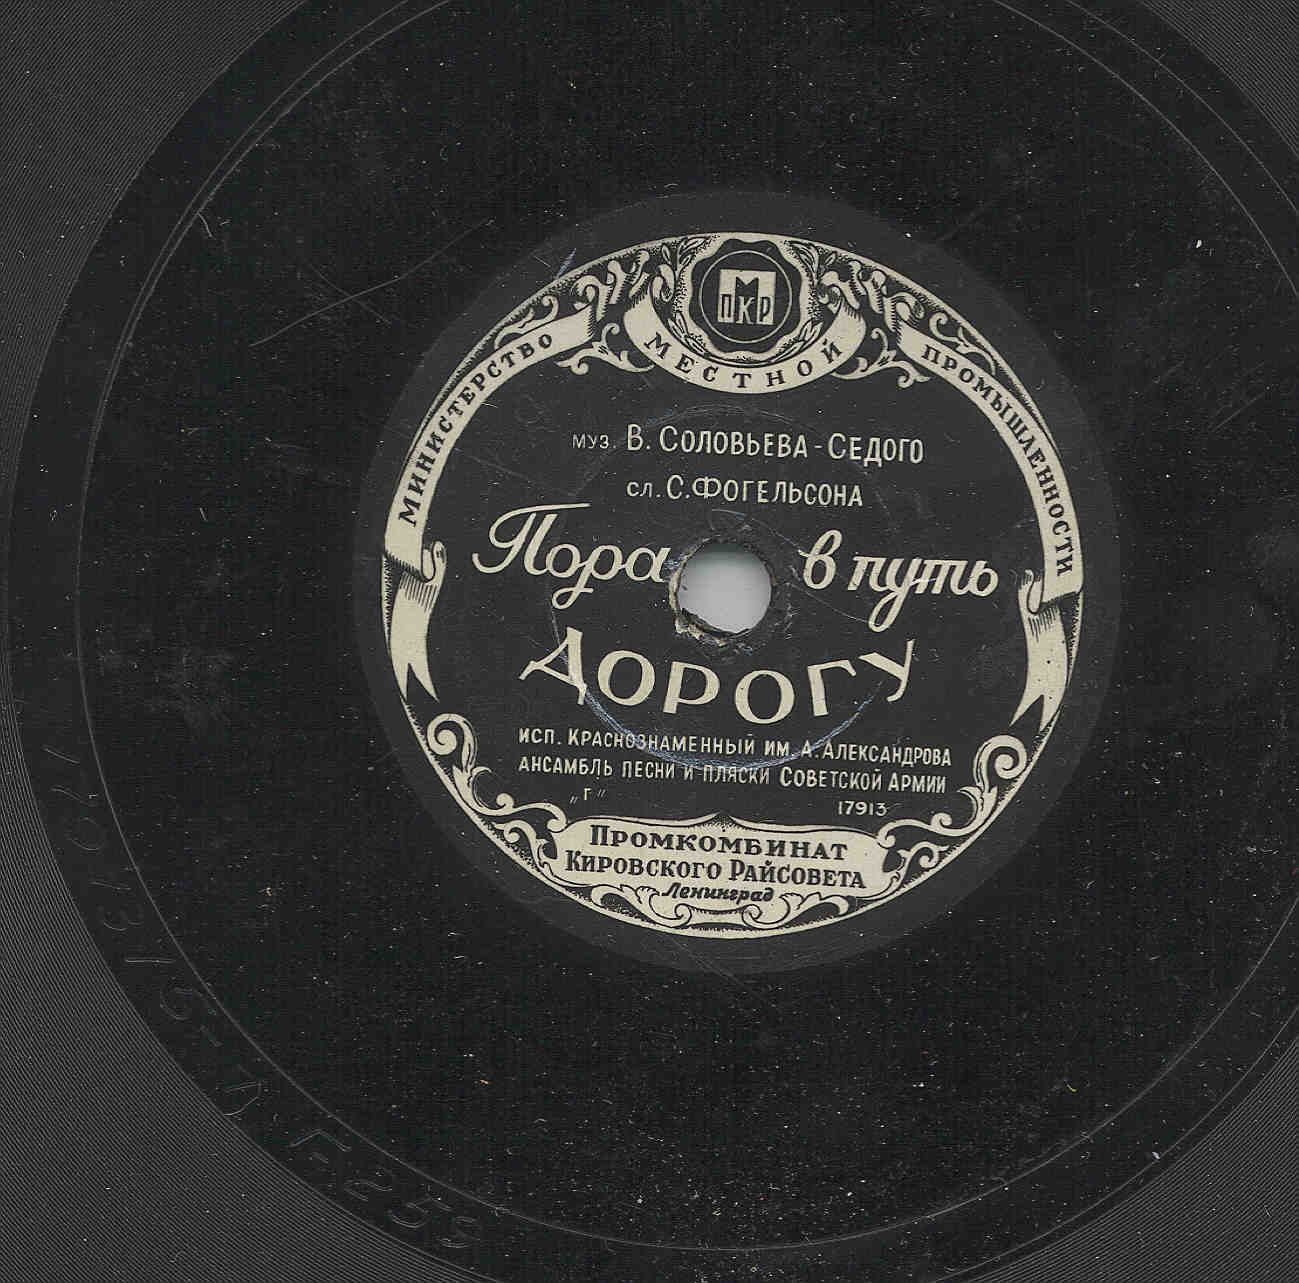 М
ПКР
МИНИСТЕРСТВО МЕСТНОЙ ПРОМЫШЛЕННОСТИ
муз. В. Соловьева-Седого
сл. С. Фогельсона
Пора в путь
ДОРОГУ
исп. Краснознаменный им. А. Александрова
ансамбль песни и пляски Советской Армии
„г" 17913
Промкомбинат
Кировского Райсовета
Ленинград